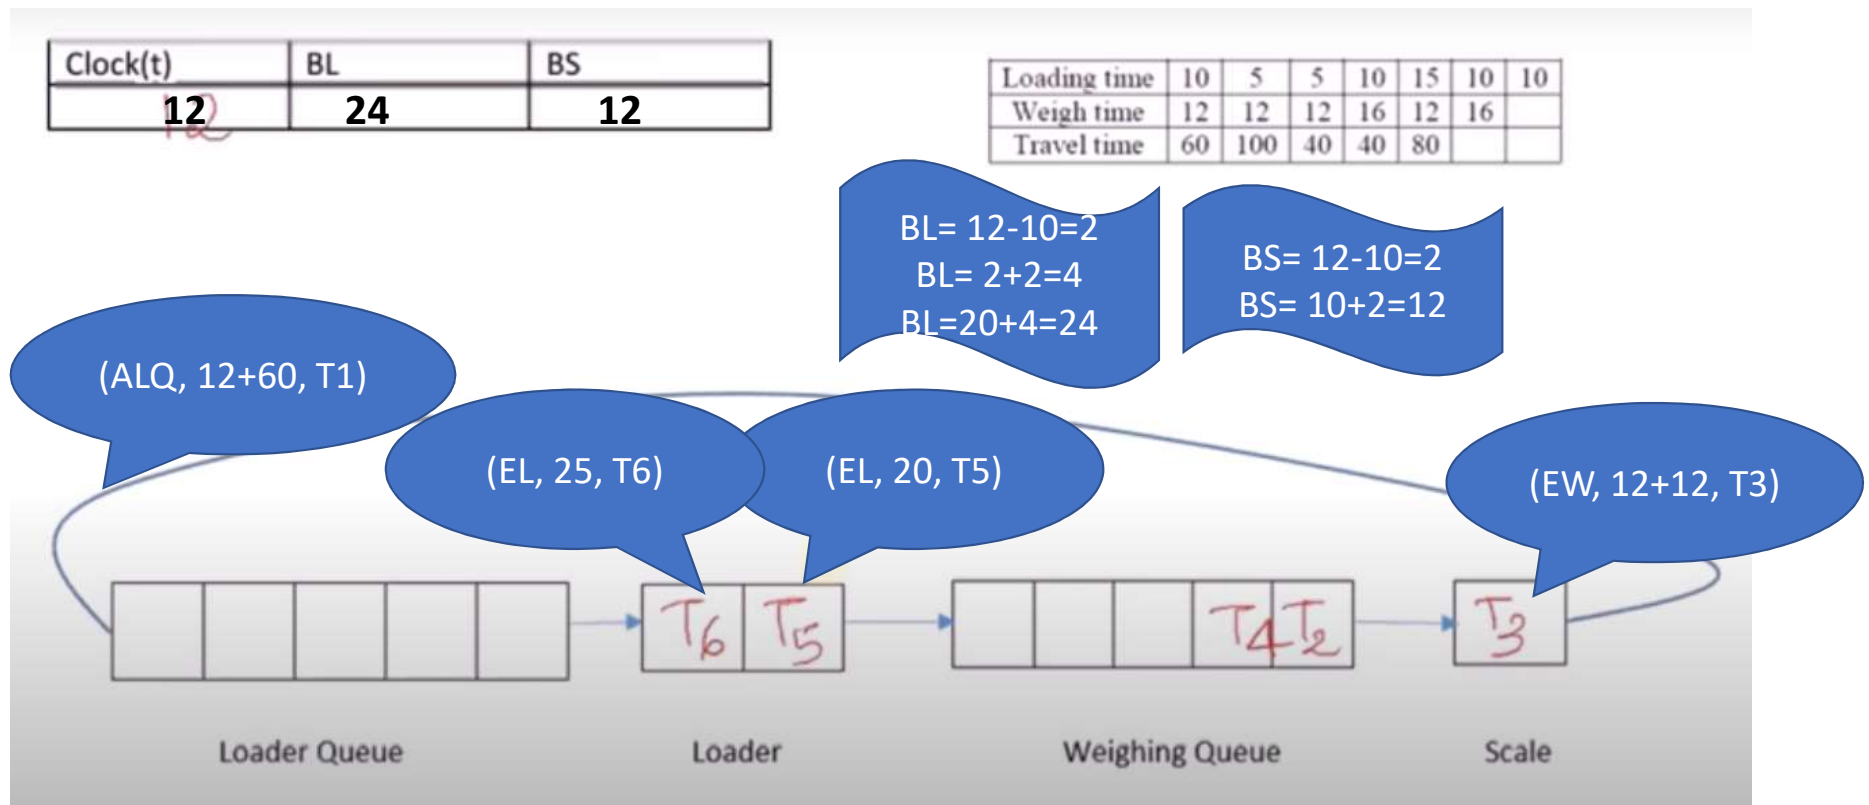 Clock(t) BL BS
12 24 12
12
Loading time 10 5 5 10 15 10 10
Weigh time 12 12 12 16 12 16
Travel time 60 100 40 40 80
BL= 12-10=2
BL= 2+2=4
BL=20+4=24
BS= 12-10=2
BS= 10+2=12
(ALQ, 12+60, T1)
(EL, 25, T6)
(EL, 20, T5)
(EW, 12+12, T3)
T6 T5 T4 T2 T3
Loader Queue Loader Weighing Queue Scale